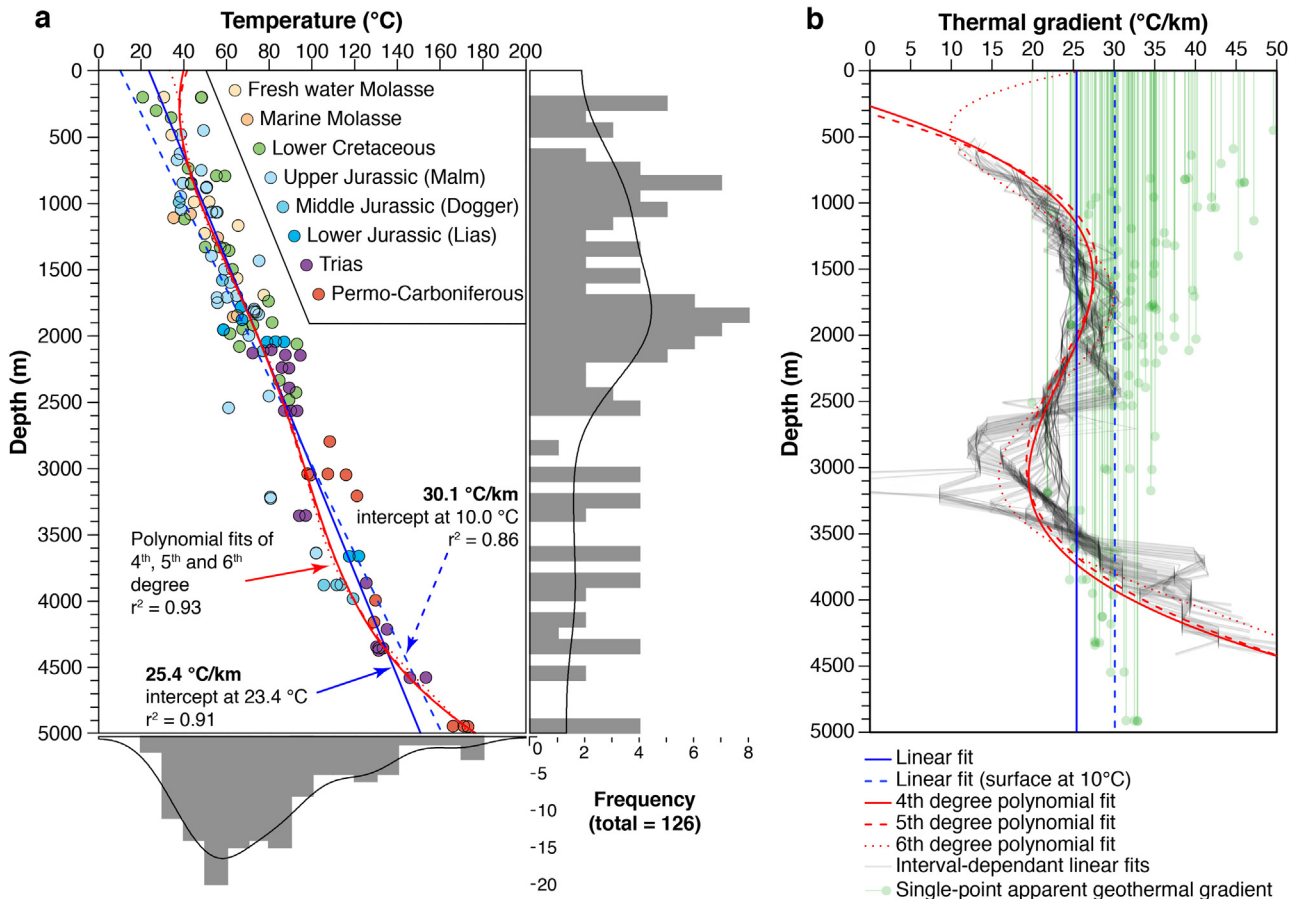 a
Temperature (°C)
0 20 40 60 80 100 120 140 160 180 200
Depth (m)
0
500
1000
1500
2000
2500
3000
3500
4000
4500
5000
Fresh water Molasse
Marine Molasse
Lower Cretaceous
Upper Jurassic (Malm)
Middle Jurassic (Dogger)
Lower Jurassic (Lias)
Trias
Permo-Carboniferous
30.1 °C/km
intercept at 10.0 °C
r² = 0.86
Polynomial fits of
4th, 5th and 6th
degree
r² = 0.93
25.4 °C/km
intercept at 23.4 °C
r² = 0.91
0 2 4 6 8
-5
-10
-15
-20
Frequency
(total = 126)
b
Thermal gradient (°C/km)
0 5 10 15 20 25 30 35 40 45 50
Depth (m)
0
500
1000
1500
2000
2500
3000
3500
4000
4500
5000
Linear fit
Linear fit (surface at 10°C)
4th degree polynomial fit
5th degree polynomial fit
6th degree polynomial fit
Interval-dependant linear fits
Single-point apparent geothermal gradient